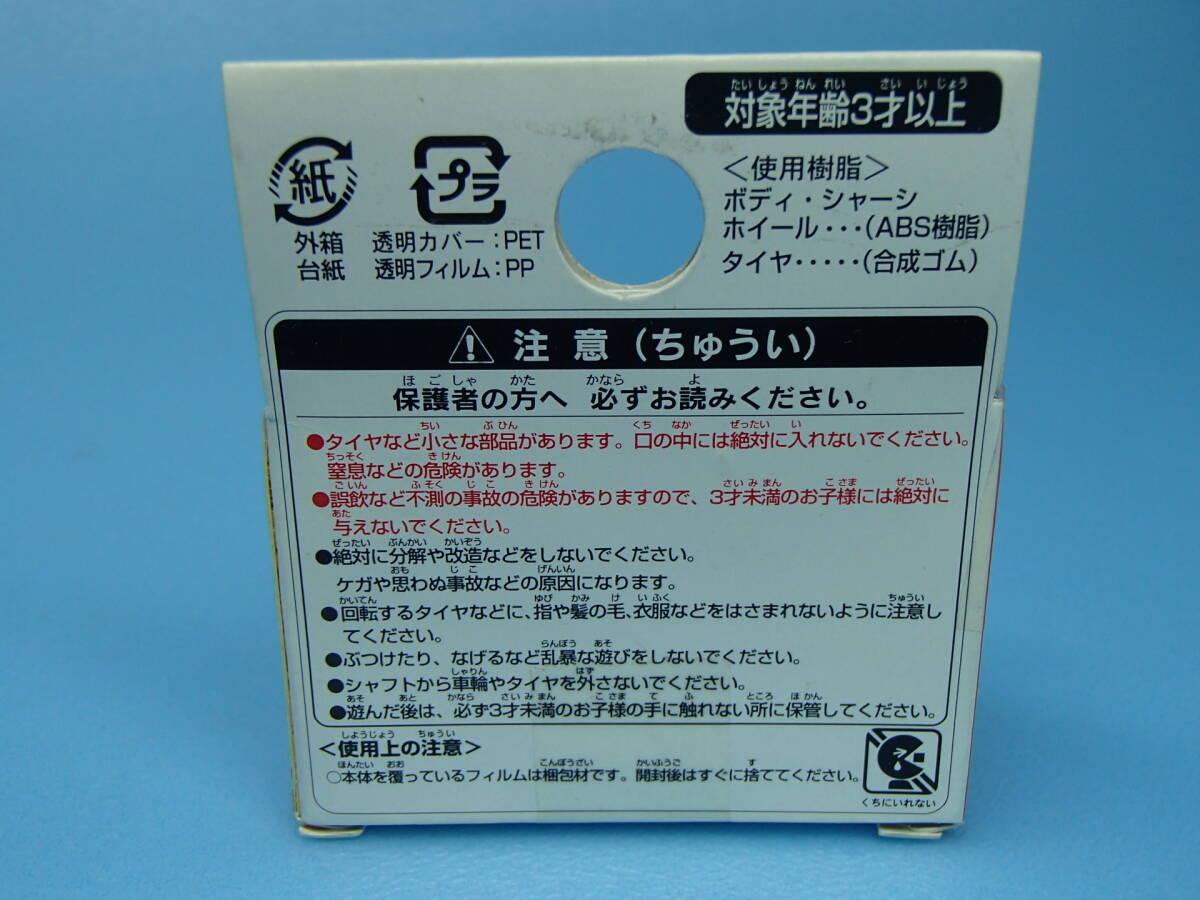 たいしょうねんれい さいいじょう
対象年齢3才以上
紙
外箱
台紙
プラ
透明カバー：PET
透明フィルム：PP
＜使用樹脂＞
ボディ・シャーシ
ホイール・・・（ABS樹脂）
タイヤ・・・・・（合成ゴム）
注意（ちゅうい）
ほごしゃ かた かなら よ
保護者の方へ 必ずお読みください。
ちい ぶひん くち なか ぜったい い
●タイヤなど小さな部品があります。口の中には絶対に入れないでください。
ちっそく きけん
窒息などの危険があります。
ごいん ふそく じこ きけん さいみまん こさま ぜったい
●誤飲など不測の事故の危険がありますので、3才未満のお子様には絶対に
あた
与えないでください。
ぜったい ぶんかい かいぞう
●絶対に分解や改造などをしないでください。
おも じこ げんいん
ケガや思わぬ事故などの原因になります。
かいてん ゆび かみ け いふく ちゅうい
●回転するタイヤなどに、指や髪の毛、衣服などをはさまれないように注意し
てください。
らんぼう あそ
●ぶつけたり、なげるなど乱暴な遊びをしないでください。
しゃりん はず
●シャフトから車輪やタイヤを外さないでください。
あそ あと かなら さいみまん こさま て ふ ところ ほかん
●遊んだ後は、必ず3才未満のお子様の手に触れない所に保管してください。
しようじょう ちゅうい
＜使用上の注意＞
ほんたい おお こんぽうざい かいふうご す
○本体を覆っているフィルムは梱包材です。開封後はすぐに捨ててください。
くちにいれない